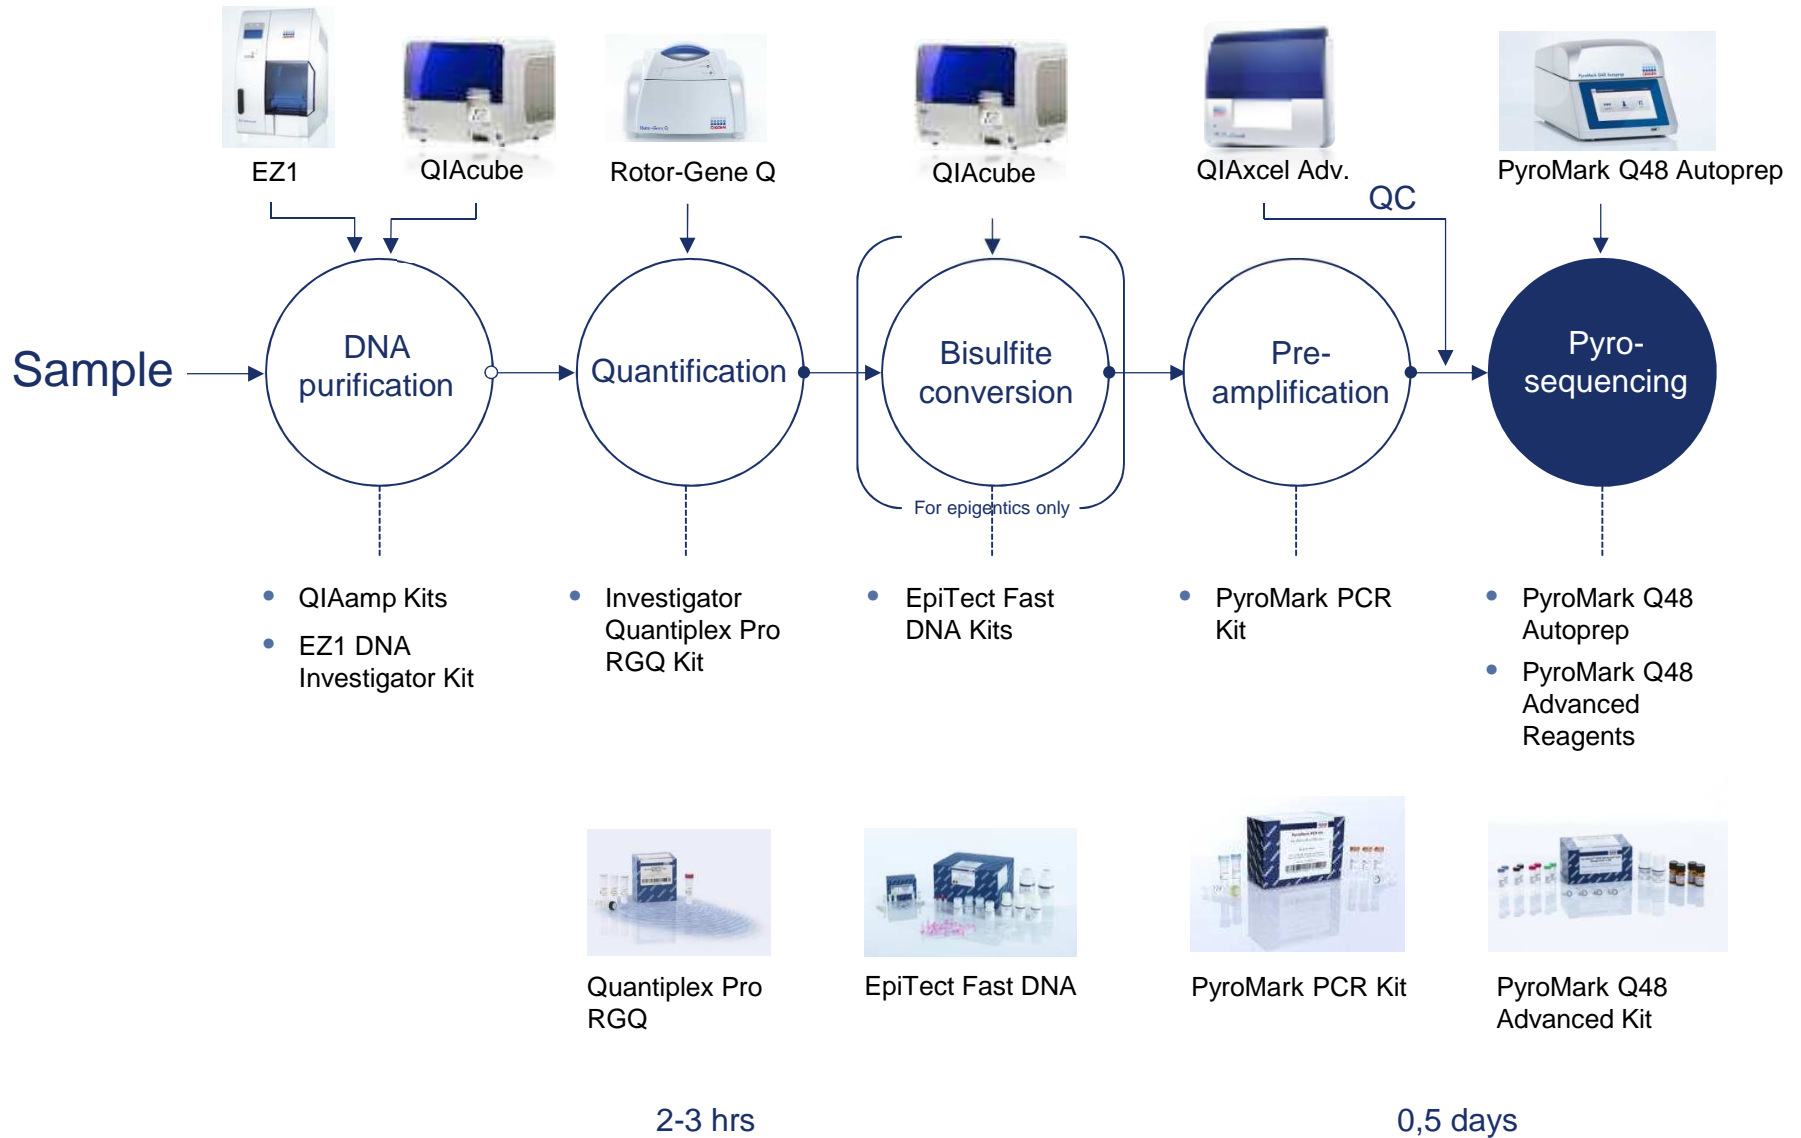 EZ1
QIAcube
Rotor-Gene Q
QIAcube
QIAxcel Adv.
PyroMark Q48 Autoprep
QC
Sample
DNA
purification
Quantification
Bisulfite
conversion
Pre-
amplification
Pyro-
sequencing
For epigentics only
QIAamp Kits
EZ1 DNA
Investigator Kit
Investigator
Quantiplex Pro
RGQ Kit
EpiTect Fast
DNA Kits
PyroMark PCR
Kit
PyroMark Q48
Autoprep
PyroMark Q48
Advanced
Reagents
Quantiplex Pro
RGQ
EpiTect Fast DNA
PyroMark PCR Kit
PyroMark Q48
Advanced Kit
2-3 hrs
0,5 days